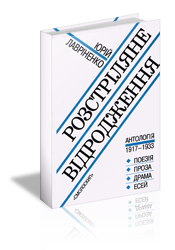 ЮРІЙ
ЛАВРІНЕНКО
РОЗСТРІЛЯНЕ
ВІДРОДЖЕННЯ
АНТОЛОГІЯ
1917–1933
ПОЕЗІЯ
ПРОЗА
ДРАМА
ЕСЕЙ
«СМОЛОСКИП»